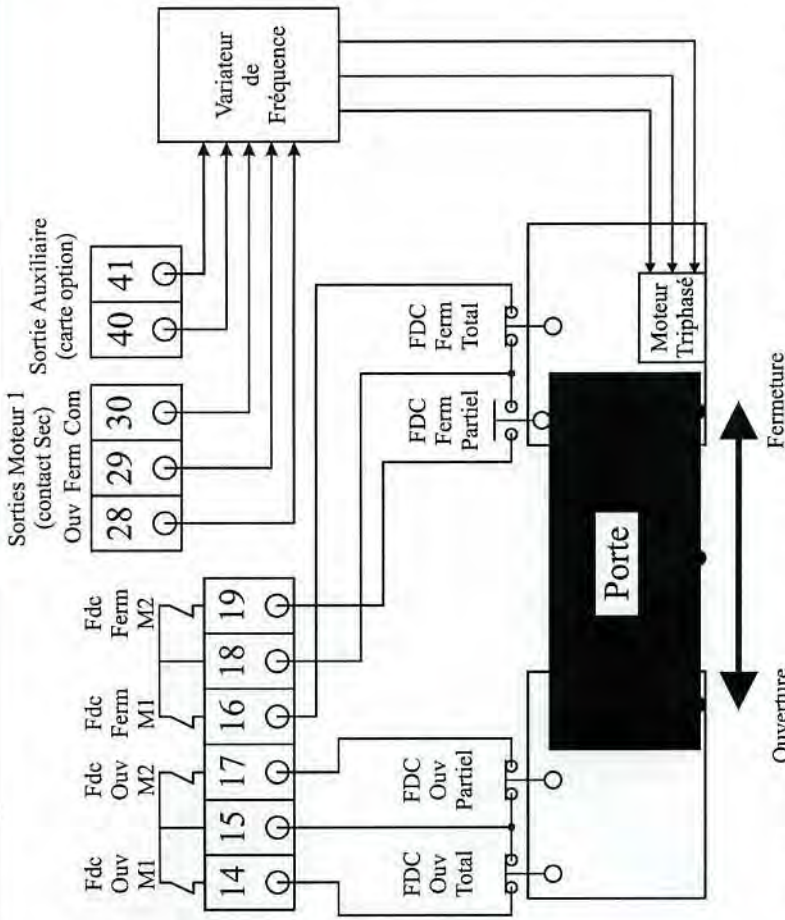 Variateur
de
Fréquence
Sortie Auxiliaire
(carte option)
40 41
Sorties Moteur 1
(contact Sec)
Ouv Ferm Com
28 29 30
Fdc
Ouv
M1
Fdc
Ouv
M2
Fdc
Ferm
M1
Fdc
Ferm
M2
14 15 17 16 18 19
FDC
Ouv
Total
FDC
Ouv
Partiel
FDC
Ferm
Partiel
FDC
Ferm
Total
Moteur
Triphasé
Porte
Ouverture
Fermeture